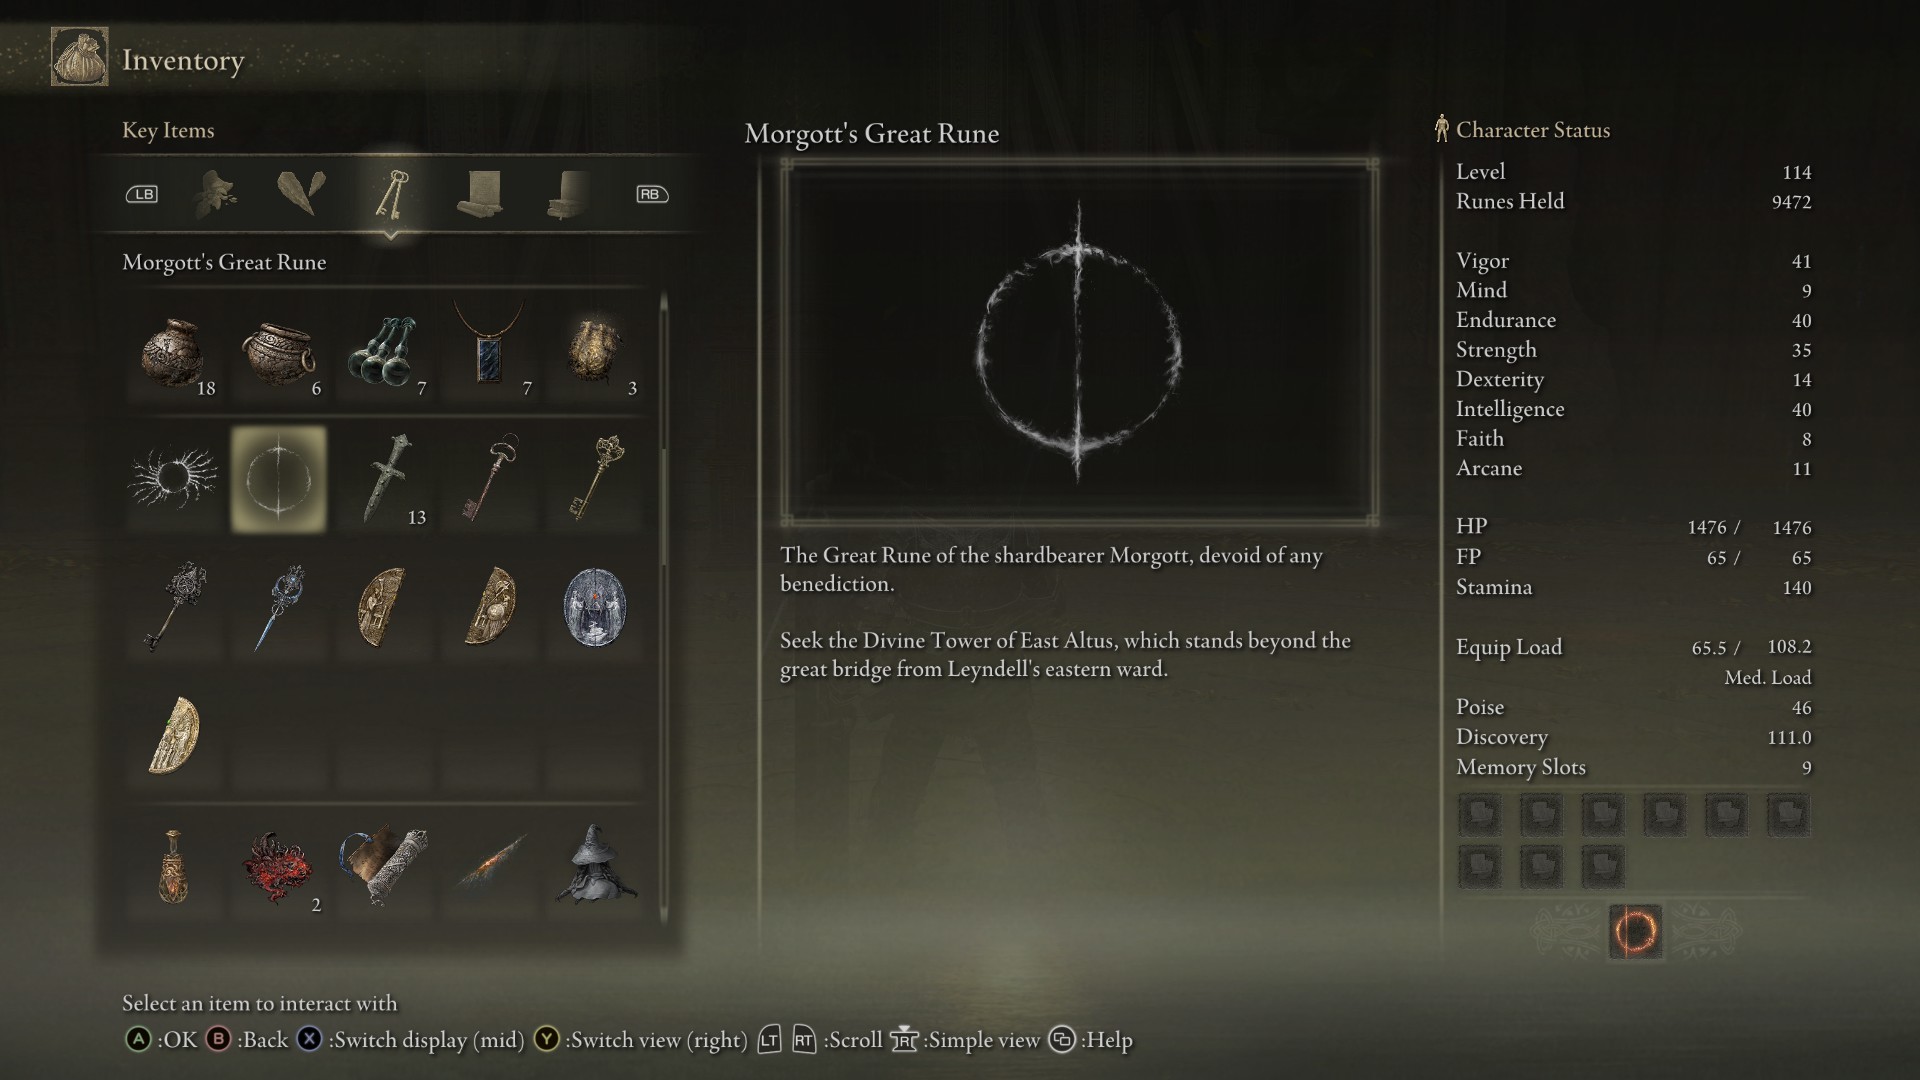 Inventory
Key Items
LB
RB
Morgott's Great Rune
18
6
7
7
3
13
2
Morgott's Great Rune
The Great Rune of the shardbearer Morgott, devoid of any
benediction.
Seek the Divine Tower of East Altus, which stands beyond the
great bridge from Leyndell's eastern ward.
Character Status
Level 114
Runes Held 9472
Vigor 41
Mind 9
Endurance 40
Strength 35
Dexterity 14
Intelligence 40
Faith 8
Arcane 11
HP 1476 / 1476
FP 65 / 65
Stamina 140
Equip Load 65.5 / 108.2
Med. Load
Poise 46
Discovery 111.0
Memory Slots 9
Select an item to interact with
A :OK B :Back X :Switch display (mid) Y :Switch view (right) LT RT :Scroll R :Simple view :Help